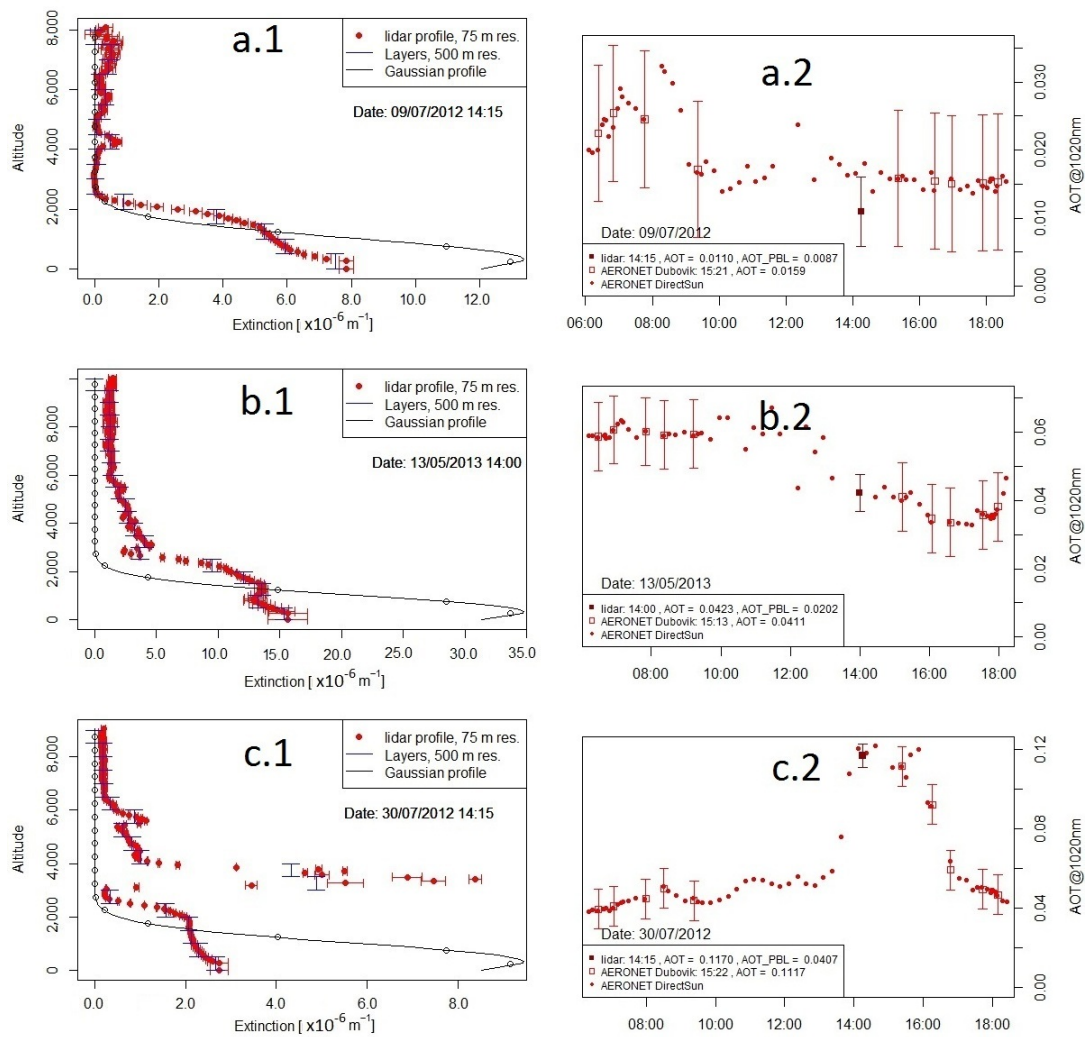 a.1
lidar profile, 75 m res.
Layers, 500 m res.
Gaussian profile
Date: 09/07/2012 14:15
Altitude
0 2,000 4,000 6,000 8,000
0.0 2.0 4.0 6.0 8.0 10.0 12.0
Extinction [ x10⁻⁶ m⁻¹]
a.2
Date: 09/07/2012
lidar: 14:15 , AOT = 0.0110 , AOT_PBL = 0.0087
AERONET Dubovik: 15:21 , AOT = 0.0159
AERONET DirectSun
06:00 08:00 10:00 12:00 14:00 16:00 18:00
0.000 0.010 0.020 0.030
AOT@1020nm
b.1
lidar profile, 75 m res.
Layers, 500 m res.
Gaussian profile
Date: 13/05/2013 14:00
Altitude
0 2,000 4,000 6,000 8,000
0.0 5.0 10.0 15.0 20.0 25.0 30.0 35.0
Extinction [ x10⁻⁶ m⁻¹]
b.2
Date: 13/05/2013
lidar: 14:00 , AOT = 0.0423 , AOT_PBL = 0.0202
AERONET Dubovik: 15:13 , AOT = 0.0411
AERONET DirectSun
08:00 10:00 12:00 14:00 16:00 18:00
0.00 0.02 0.04 0.06
AOT@1020nm
c.1
lidar profile, 75 m res.
Layers, 500 m res.
Gaussian profile
Date: 30/07/2012 14:15
Altitude
0 2,000 4,000 6,000 8,000
0.0 2.0 4.0 6.0 8.0
Extinction [ x10⁻⁶ m⁻¹]
c.2
Date: 30/07/2012
lidar: 14:15 , AOT = 0.1170 , AOT_PBL = 0.0407
AERONET Dubovik: 15:22 , AOT = 0.1117
AERONET DirectSun
08:00 10:00 12:00 14:00 16:00 18:00
0.00 0.04 0.08 0.12
AOT@1020nm